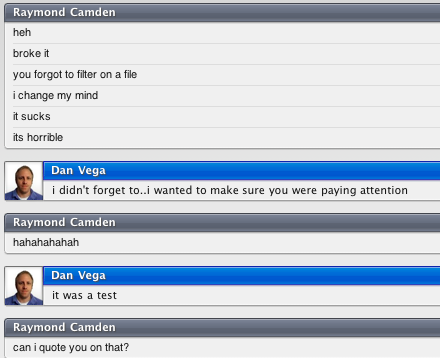 Raymond Camden
heh
broke it
you forgot to filter on a file
i change my mind
it sucks
its horrible
Dan Vega
i didn't forget to..i wanted to make sure you were paying attention
Raymond Camden
hahahahahah
Dan Vega
it was a test
Raymond Camden
can i quote you on that?